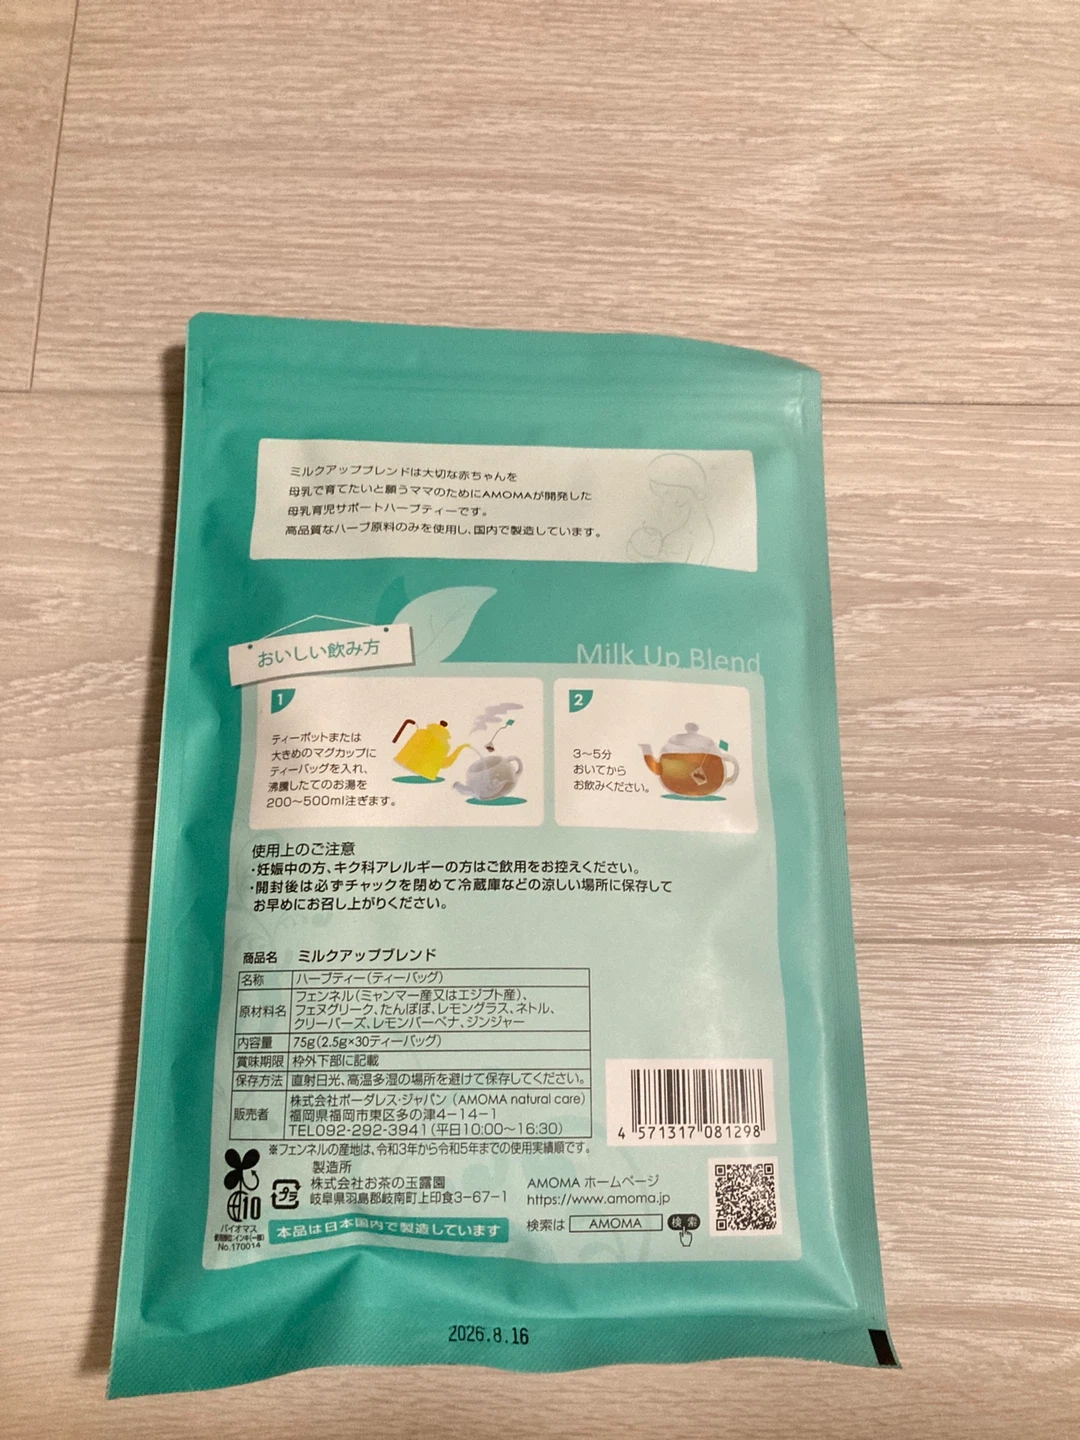 ミルクアップブレンドは大切な赤ちゃんを
母乳で育てたいと願うママのためにAMOMAが開発した
母乳育児サポートハーブティーです。
高品質なハーブ原料のみを使用し、国内で製造しています。
おいしい飲み方
Milk Up Blend
1
ティーポットまたは
大きめのマグカップに
ティーバッグを入れ、
沸騰したてのお湯を
200〜500ml注ぎます。
2
3〜5分
おいてから
お飲みください。
使用上のご注意
・妊娠中の方、キク科アレルギーの方はご飲用をお控えください。
・開封後は必ずチャックを閉めて冷蔵庫などの涼しい場所に保存して
お早めにお召し上がりください。
商品名 ミルクアップブレンド
名称 ハーブティー(ティーバッグ)
原材料名 フェンネル(ミャンマー産又はエジプト産)、
フェヌグリーク、たんぽぽ、レモングラス、ネトル、
クリーバーズ、レモンバーベナ、ジンジャー
内容量 75g(2.5g×30ティーバッグ)
賞味期限 枠外下部に記載
保存方法 直射日光、高温多湿の場所を避けて保存してください。
販売者 株式会社ボーダレス・ジャパン (AMOMA natural care)
福岡県福岡市東区多の津4-14-1
TEL092-292-3941(平日10:00〜16:30)
※フェンネルの産地は、令和3年から令和5年までの使用実績順です。
4 571317 081298
製造所
株式会社お茶の玉露園
岐阜県羽島郡岐南町上印食3-67-1
プラ
10
バイオマス
No.170014
本品は日本国内で製造しています
AMOMA ホームページ
https://www.amoma.jp
検索は AMOMA 検索
2026.8.16